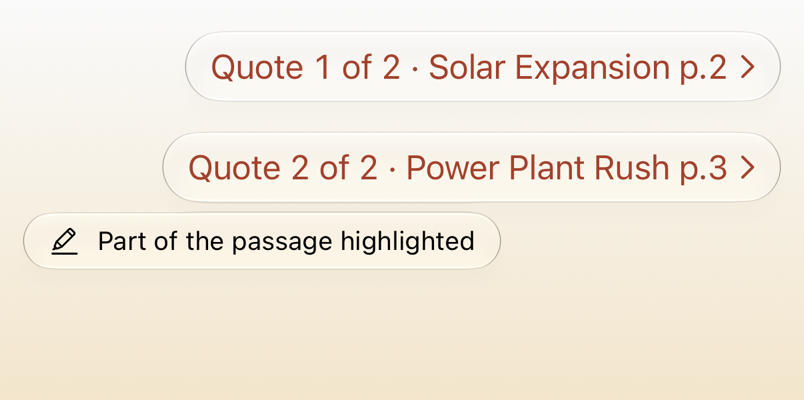 Quote 1 of 2 · Solar Expansion p.2
Quote 2 of 2 · Power Plant Rush p.3
Part of the passage highlighted